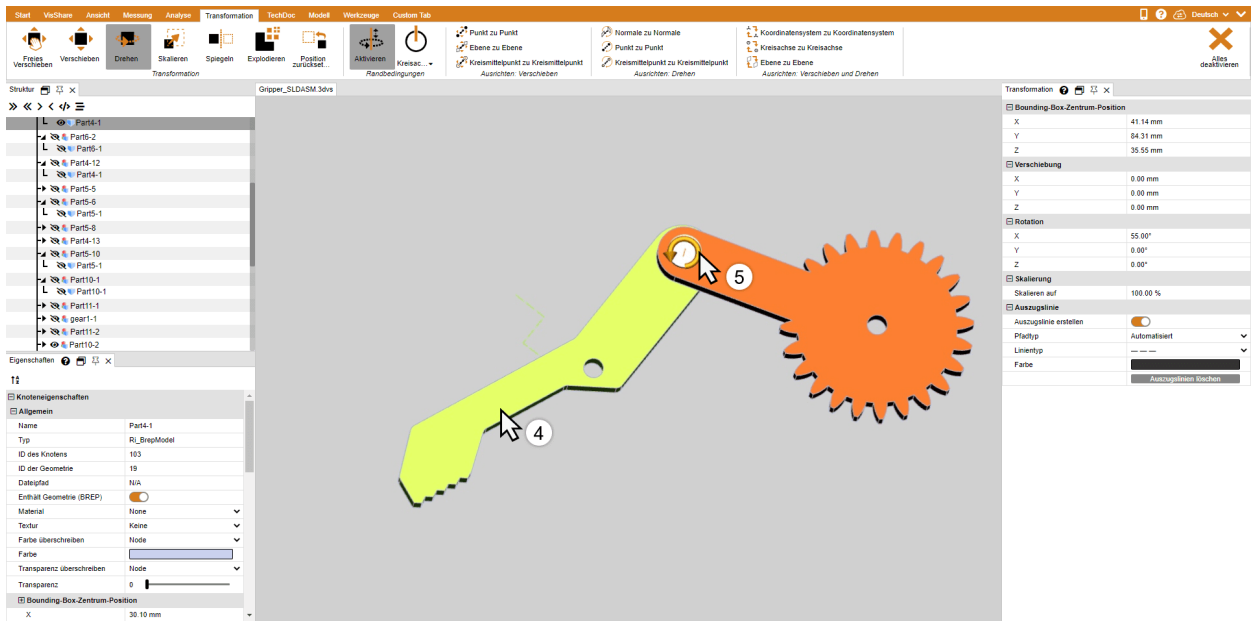 Start VisShare Ansicht Messung Analyse Transformation TechDoc Modell Werkzeuge Custom Tab Deutsch
Freies Verschieben
Verschieben
Drehen
Skalieren
Spiegeln
Explodieren
Position zurückset...
Transformation
Aktivieren
Kreisac...
Randbedingungen
Punkt zu Punkt
Ebene zu Ebene
Kreismittelpunkt zu Kreismittelpunkt
Ausrichten: Verschieben
Normale zu Normale
Punkt zu Punkt
Kreismittelpunkt zu Kreismittelpunkt
Ausrichten: Drehen
Koordinatensystem zu Koordinatensystem
Kreisachse zu Kreisachse
Ebene zu Ebene
Ausrichten: Verschieben und Drehen
Alles deaktivieren
Struktur
Part4-1
Part6-2
Part6-1
Part4-12
Part4-1
Part5-5
Part5-6
Part5-1
Part5-8
Part4-13
Part5-10
Part5-1
Part10-1
Part10-1
Part11-1
gear1-1
Part11-2
Part10-2
Eigenschaften
Knoteneigenschaften
Allgemein
Name Part4-1
Typ Ri_BrepModel
ID des Knotens 103
ID der Geometrie 19
Dateipfad N/A
Enthält Geometrie (BREP)
Material None
Textur Keine
Farbe überschreiben Node
Farbe
Transparenz überschreiben Node
Transparenz 0
Bounding-Box-Zentrum-Position
X 30.10 mm
Gripper_SLDASM.3dvs
5
4
Transformation
Bounding-Box-Zentrum-Position
X 41.14 mm
Y 84.31 mm
Z 35.55 mm
Verschiebung
X 0.00 mm
Y 0.00 mm
Z 0.00 mm
Rotation
X 55.00°
Y 0.00°
Z 0.00°
Skalierung
Skalieren auf 100.00 %
Auszugslinie
Auszugslinie erstellen
Pfadtyp Automatisiert
Linientyp
Farbe
Auszugslinien löschen